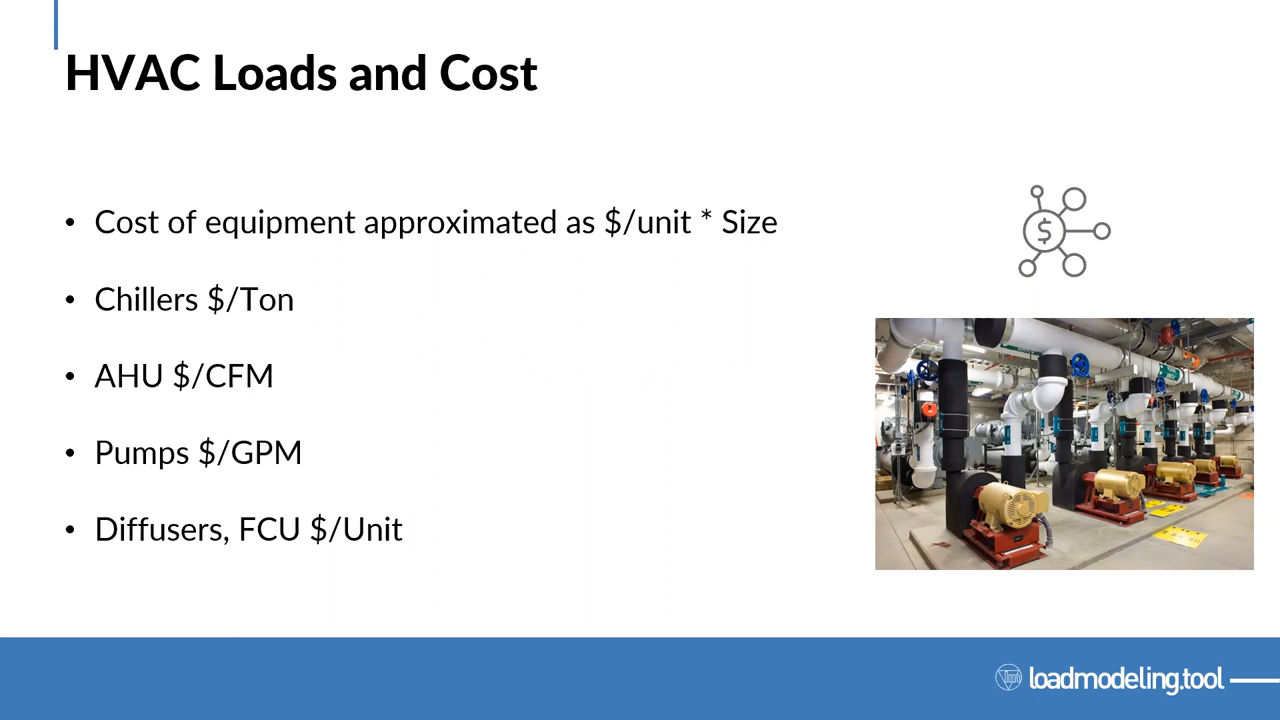 HVAC Loads and Cost
• Cost of equipment approximated as $/unit * Size
• Chillers $/Ton
• AHU $/CFM
• Pumps $/GPM
• Diffusers, FCU $/Unit
$
loadmodeling.tool